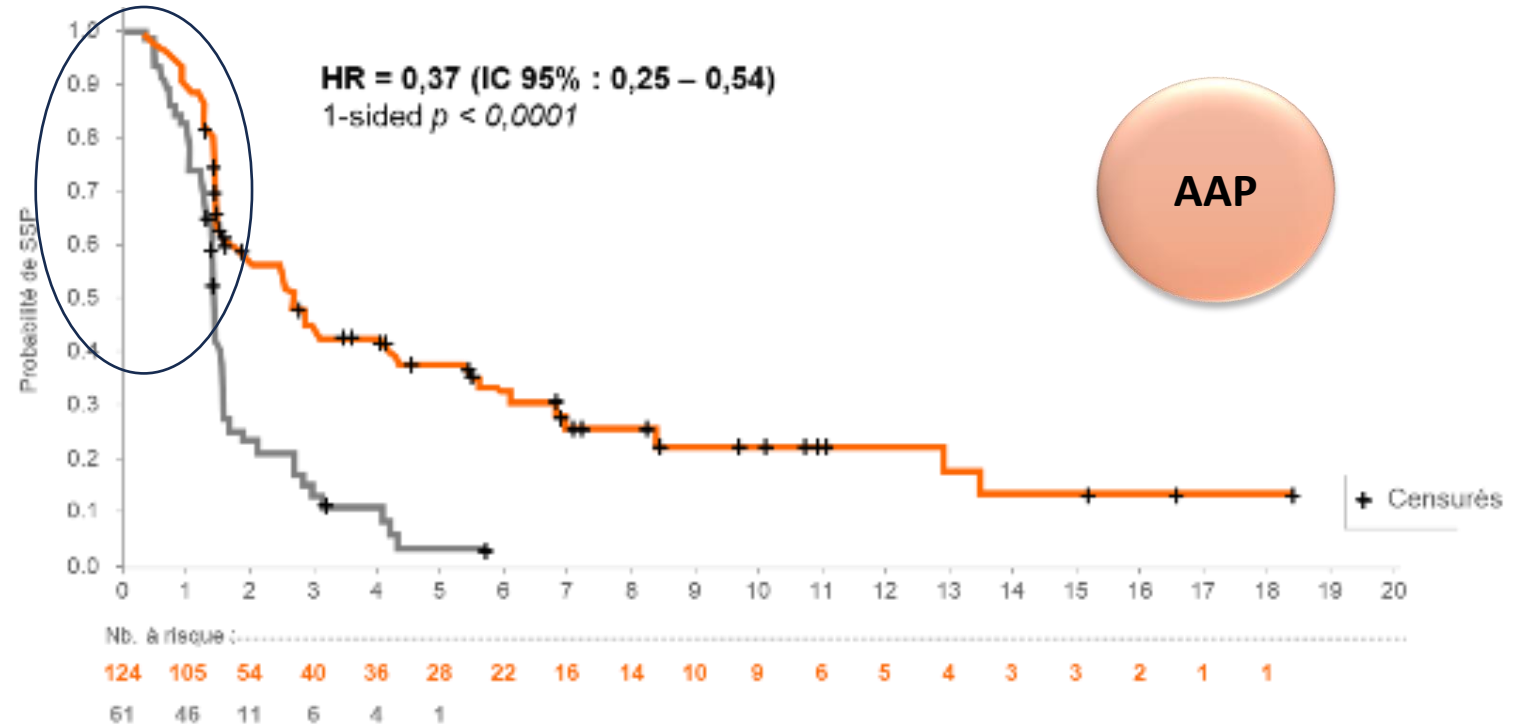 HR = 0,37 (IC 95% : 0,25 – 0,54)
1-sided p < 0,0001
AAP
Probabilité de SSP
1.0
0.9
0.8
0.7
0.6
0.5
0.4
0.3
0.2
0.1
0.0
0 1 2 3 4 5 6 7 8 9 10 11 12 13 14 15 16 17 18 19 20
Censurés
Nb. à risque :
124 105 54 40 36 28 22 16 14 10 9 6 5 4 3 3 2 1 1
61 46 11 6 4 1